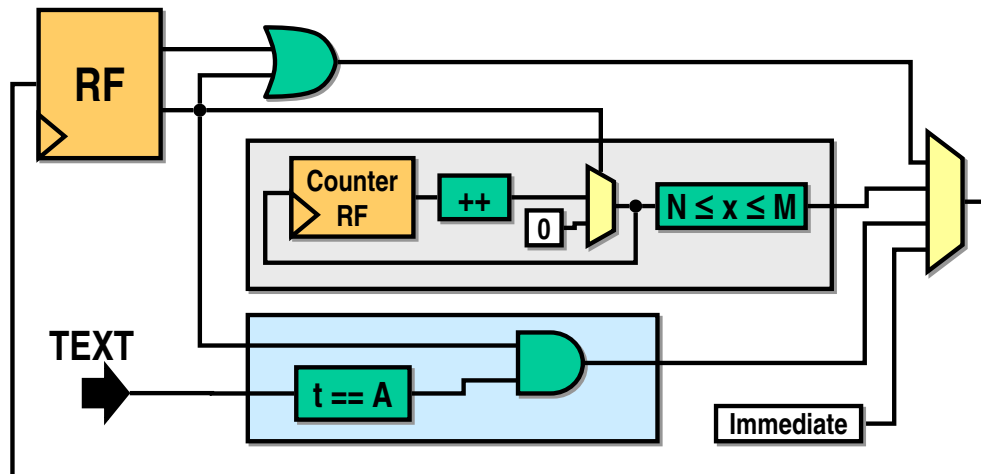 RF
Counter
RF
++
0
N ≤ x ≤ M
TEXT
t == A
Immediate